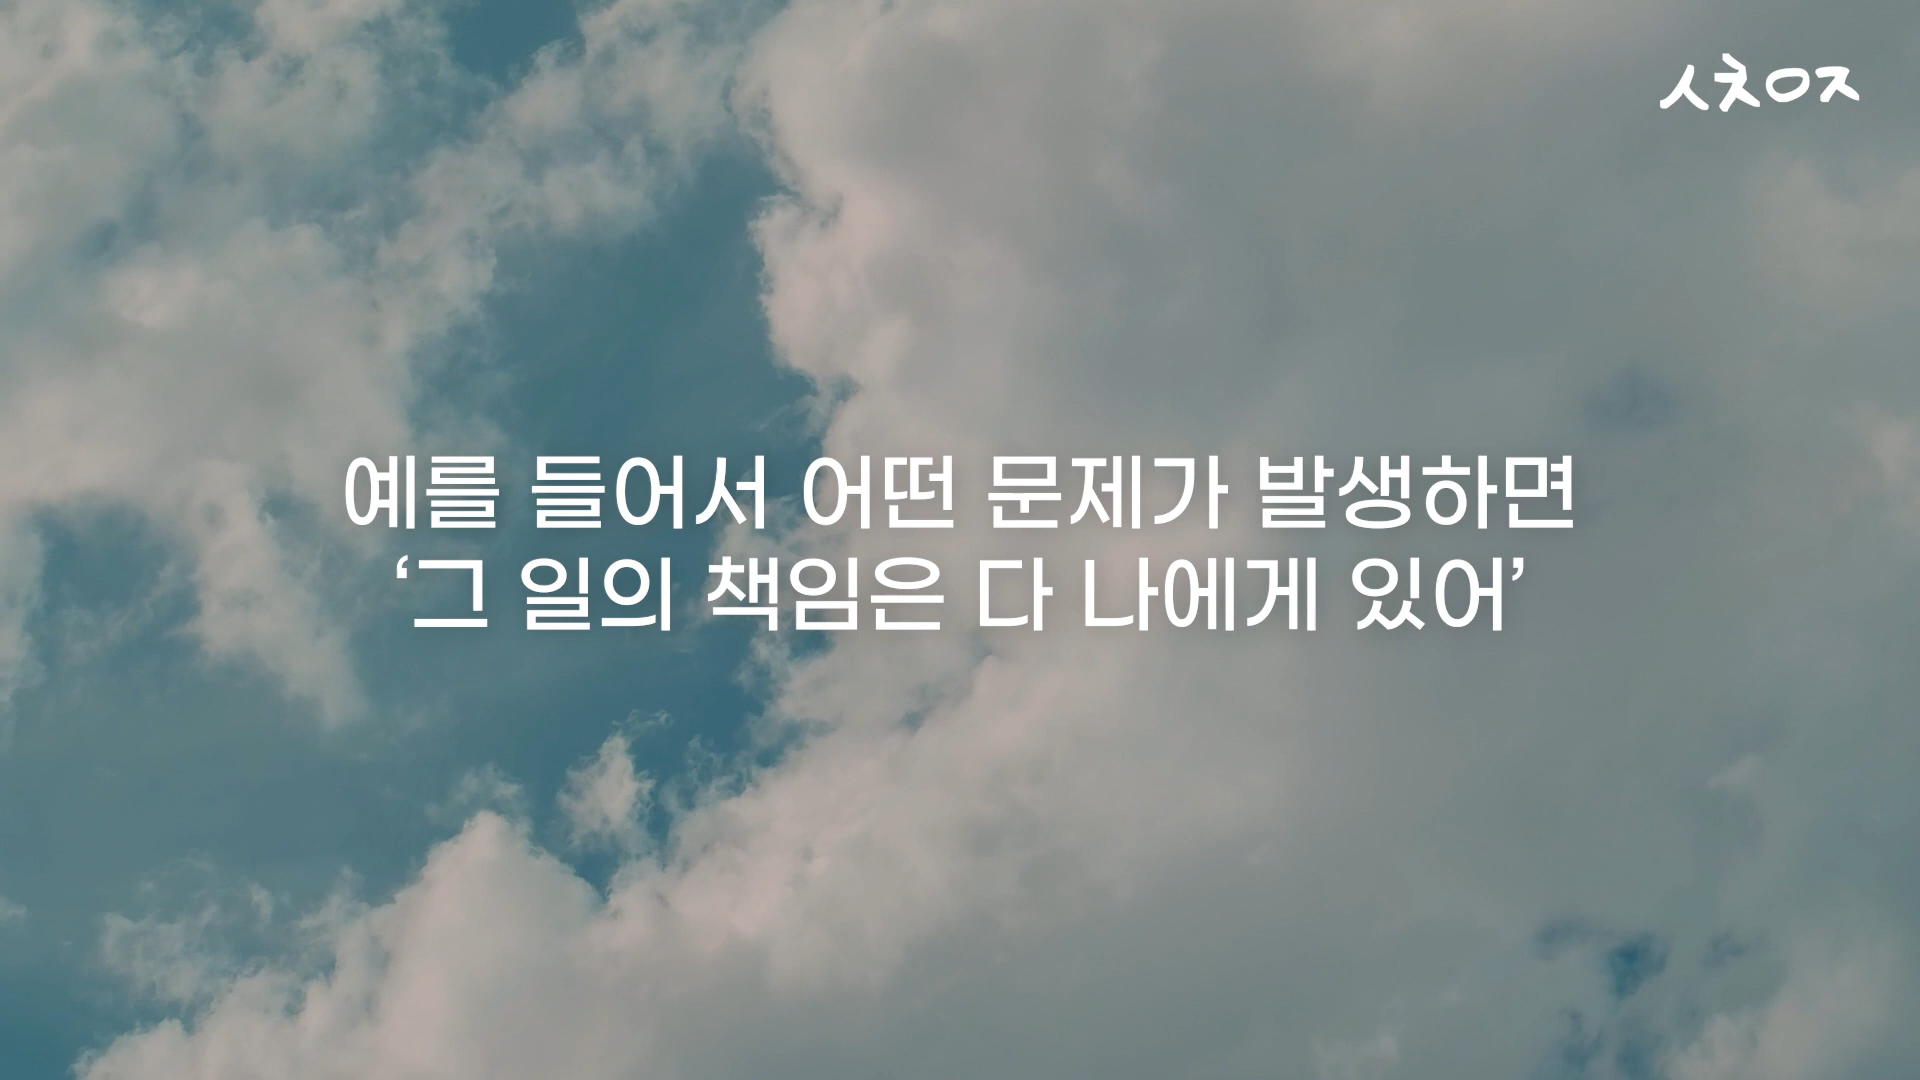 ㅅㅊㅇㅈ
예를 들어서 어떤 문제가 발생하면
‘그 일의 책임은 다 나에게 있어’